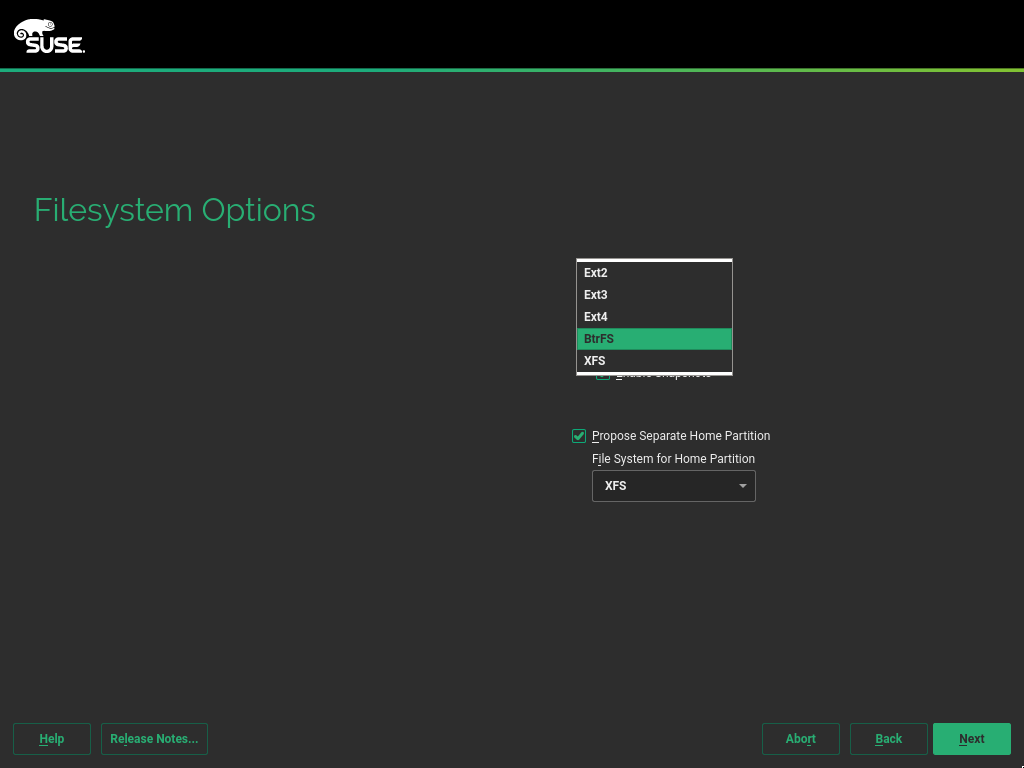 SUSE.
Filesystem Options
Ext2
Ext3
Ext4
BtrFS
XFS
Propose Separate Home Partition
File System for Home Partition
XFS
Help
Release Notes...
Abort
Back
Next